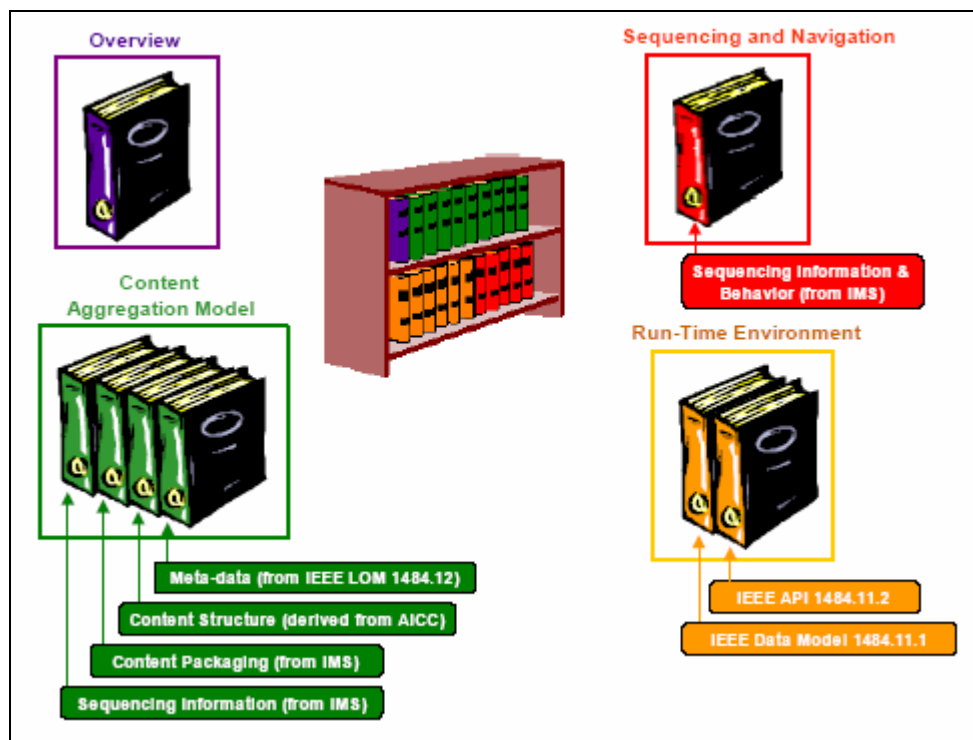 Overview
Sequencing and Navigation
Sequencing Information &
Behavior (from IMS)
Content
Aggregation Model
Run-Time Environment
Meta-data (from IEEE LOM 1484.12)
Content Structure (derived from AICC)
Content Packaging (from IMS)
Sequencing Information (from IMS)
IEEE API 1484.11.2
IEEE Data Model 1484.11.1